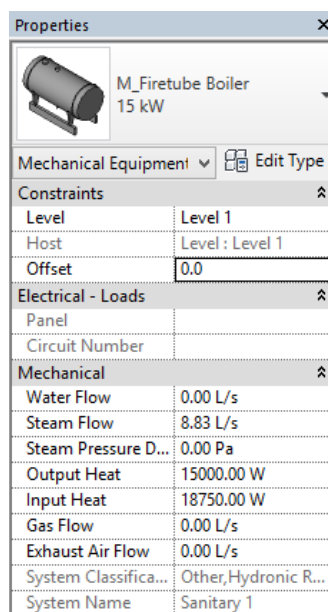 Properties
M_Firetube Boiler
15 kW
Mechanical Equipment Edit Type
Constraints
Level Level 1
Host Level : Level 1
Offset 0.0
Electrical - Loads
Panel
Circuit Number
Mechanical
Water Flow 0.00 L/s
Steam Flow 8.83 L/s
Steam Pressure D... 0.00 Pa
Output Heat 15000.00 W
Input Heat 18750.00 W
Gas Flow 0.00 L/s
Exhaust Air Flow 0.00 L/s
System Classifica... Other,Hydronic R...
System Name Sanitary 1